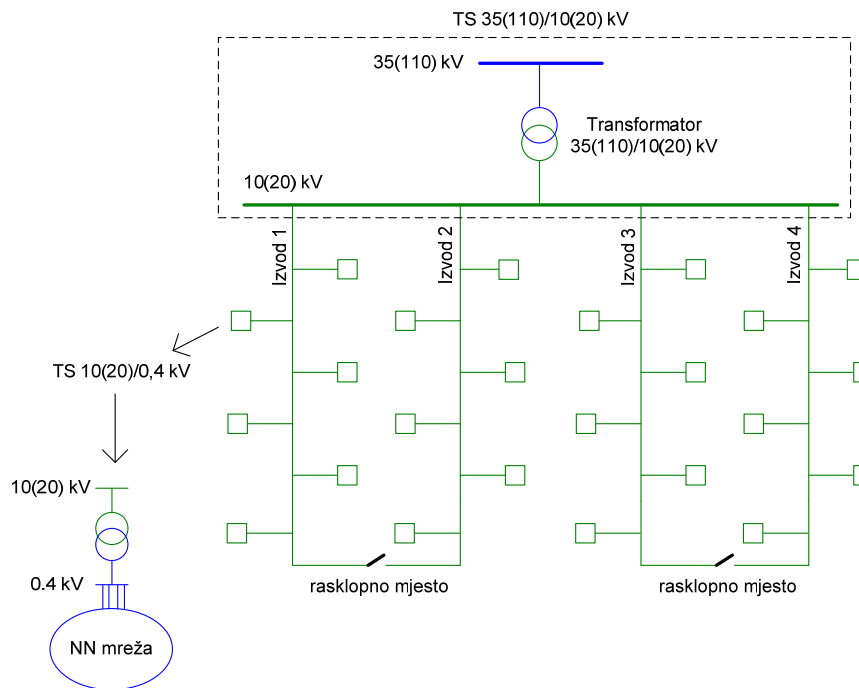 TS 35(110)/10(20) kV
35(110) kV
Transformator
35(110)/10(20) kV
10(20) kV
Izvod 1
Izvod 2
Izvod 3
Izvod 4
TS 10(20)/0,4 kV
10(20) kV
0.4 kV
NN mreža
rasklopno mjesto
rasklopno mjesto